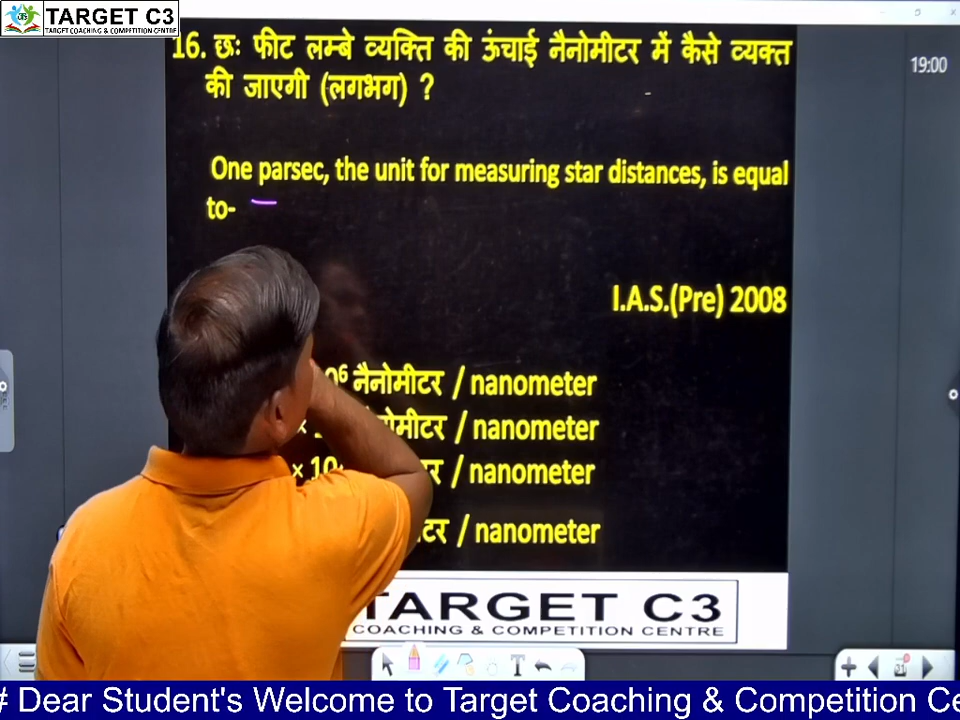 TARGET C3
TARGET COACHING & COMPETITION CENTRE
16. छः फीट लम्बे व्यक्ति की ऊंचाई नैनोमीटर में कैसे व्यक्त
की जाएगी (लगभग) ?
19:00
One parsec, the unit for measuring star distances, is equal
to-
I.A.S.(Pre) 2008
नैनोमीटर / nanometer
/ nanometer
× 10 / nanometer
/ nanometer
TARGET C3
COACHING & COMPETITION CENTRE
# Dear Student's Welcome to Target Coaching & Competition Ce